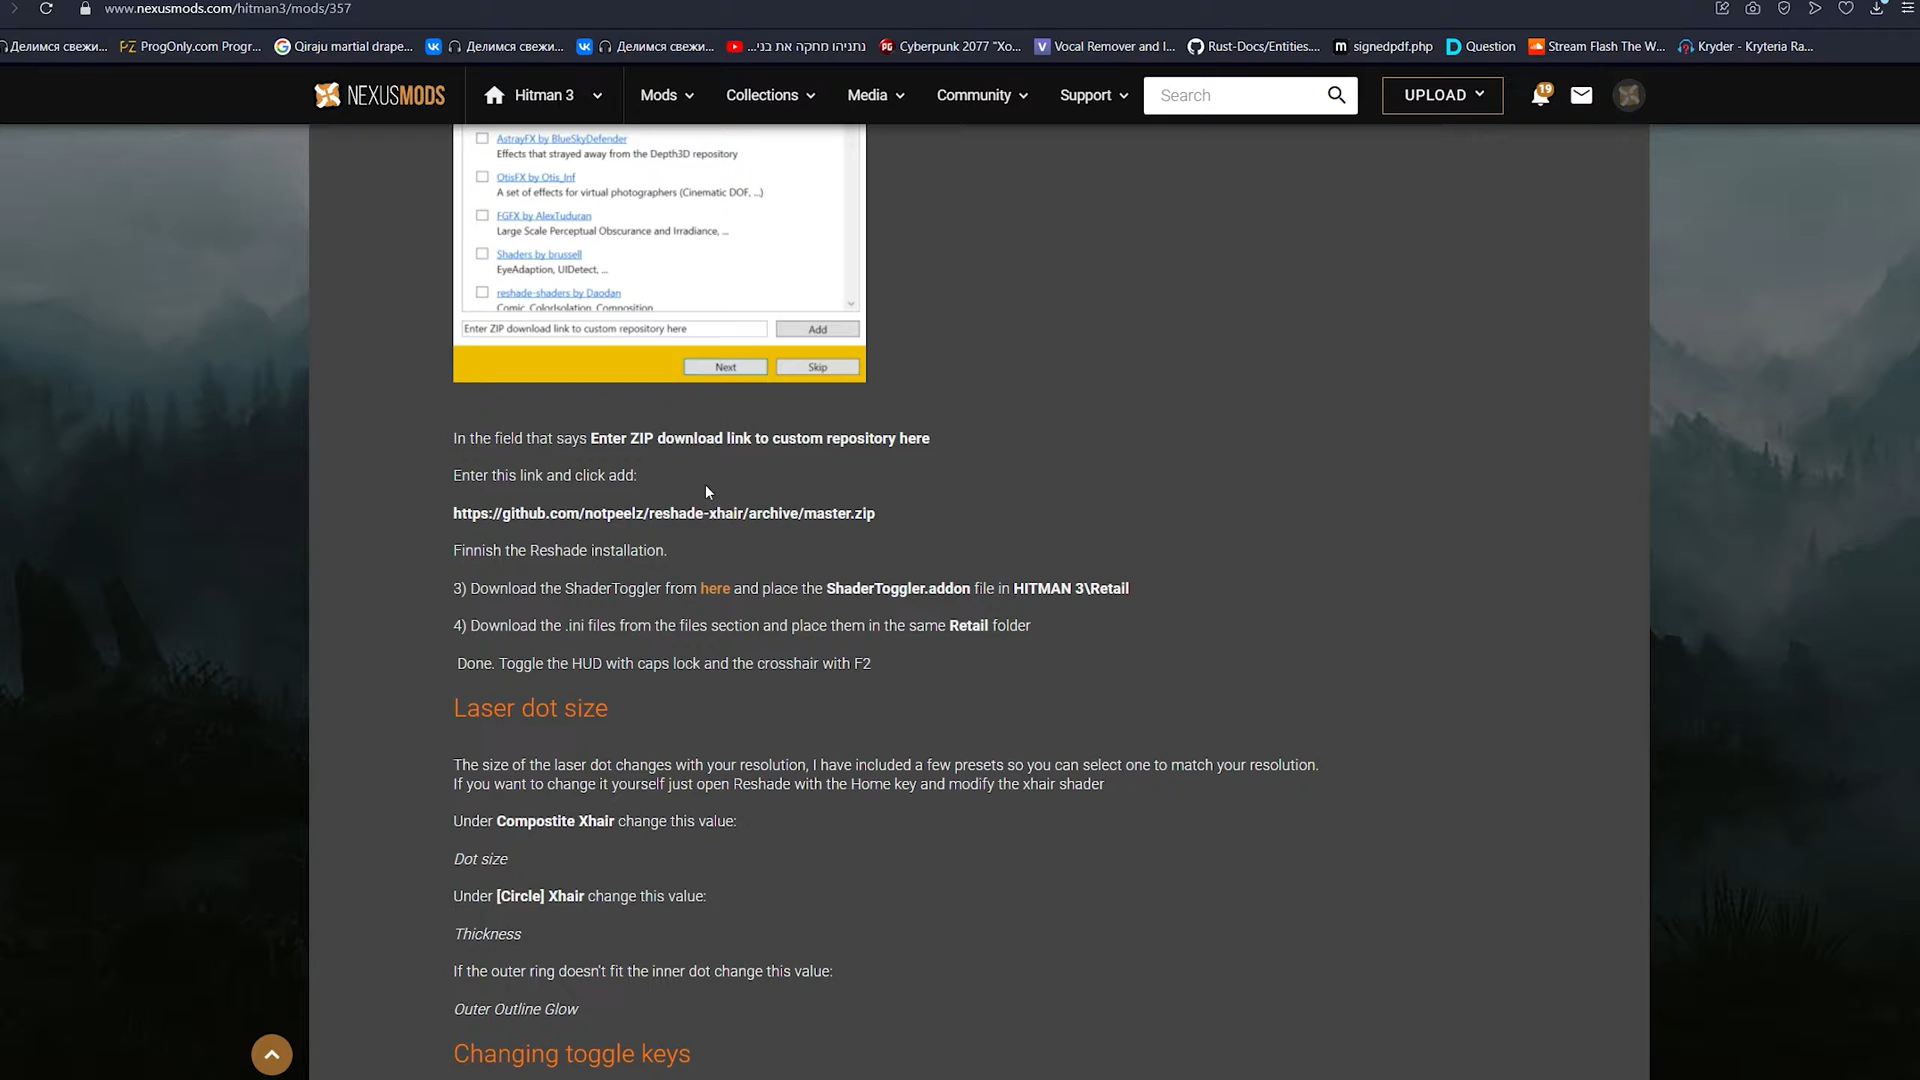 www.nexusmods.com/hitman3/mods/357
Делимся свежи...
PZ ProgOnly.com Progr...
Qiraju martial drape...
Делимся свежи...
Делимся свежи...
נתניהו מחקה את בני...
PG Cyberpunk 2077 "Xo...
V Vocal Remover and I...
Rust-Docs/Entities....
m signedpdf.php
D Question
Stream Flash The W...
Kryder - Kryteria Ra...
NEXUSMODS
Hitman 3
Mods
Collections
Media
Community
Support
Search
UPLOAD
19
AstrayFX by BlueSkyDefender
Effects that strayed away from the Depth3D repository
OtisFX by Otis_Inf
A set of effects for virtual photographers (Cinematic DOF, ...)
FGFX by AlexTuduran
Large Scale Perceptual Obscurance and Irradiance, ...
Shaders by brussell
EyeAdaption, UIDetect, ...
reshade-shaders by Daodan
Comic, ColorIsolation, Composition
Enter ZIP download link to custom repository here
Add
Next
Skip
In the field that says Enter ZIP download link to custom repository here
Enter this link and click add:
https://github.com/notpeelz/reshade-xhair/archive/master.zip
Finnish the Reshade installation.
3) Download the ShaderToggler from here and place the ShaderToggler.addon file in HITMAN 3\Retail
4) Download the .ini files from the files section and place them in the same Retail folder
Done. Toggle the HUD with caps lock and the crosshair with F2
Laser dot size
The size of the laser dot changes with your resolution, I have included a few presets so you can select one to match your resolution.
If you want to change it yourself just open Reshade with the Home key and modify the xhair shader
Under Compostite Xhair change this value:
Dot size
Under [Circle] Xhair change this value:
Thickness
If the outer ring doesn't fit the inner dot change this value:
Outer Outline Glow
Changing toggle keys